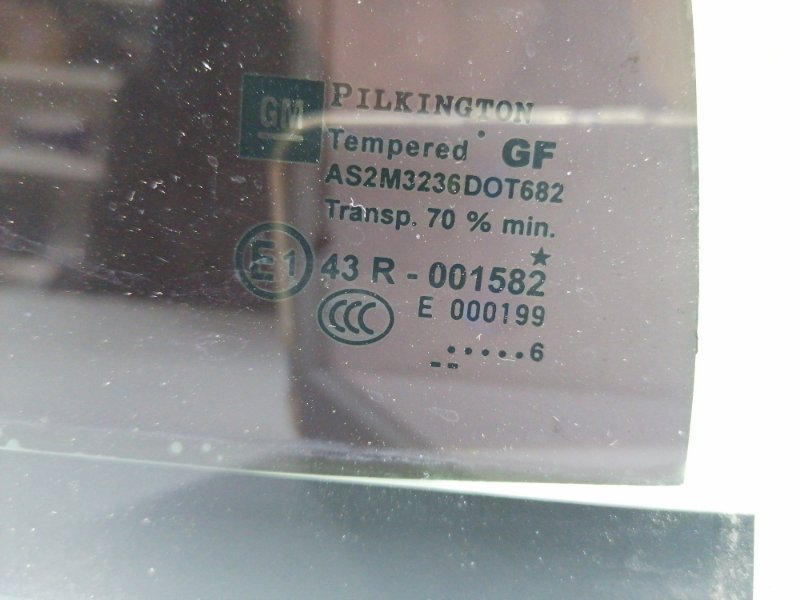 GM
PILKINGTON
Tempered GF
AS2M3236DOT682
Transp. 70 % min.
E1 43 R - 001582
CCC E 000199
.....6